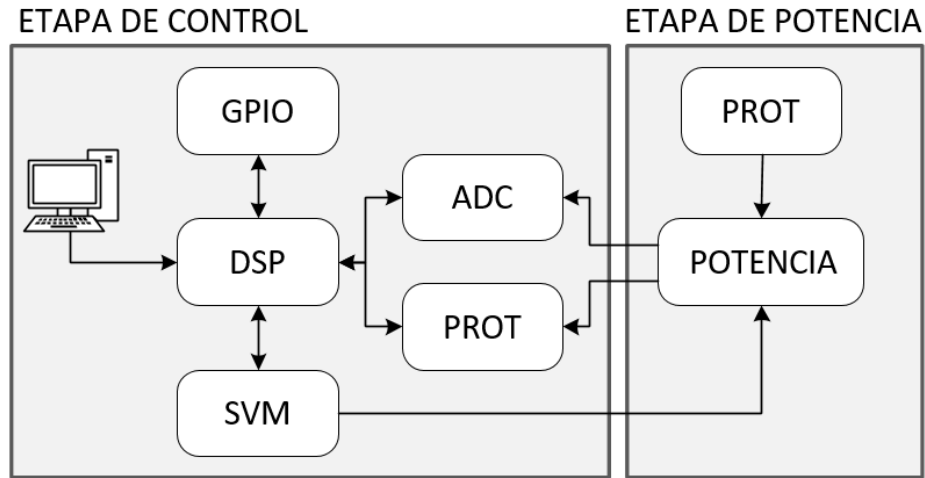 ETAPA DE CONTROL
ETAPA DE POTENCIA
GPIO
PROT
ADC
DSP
POTENCIA
PROT
SVM